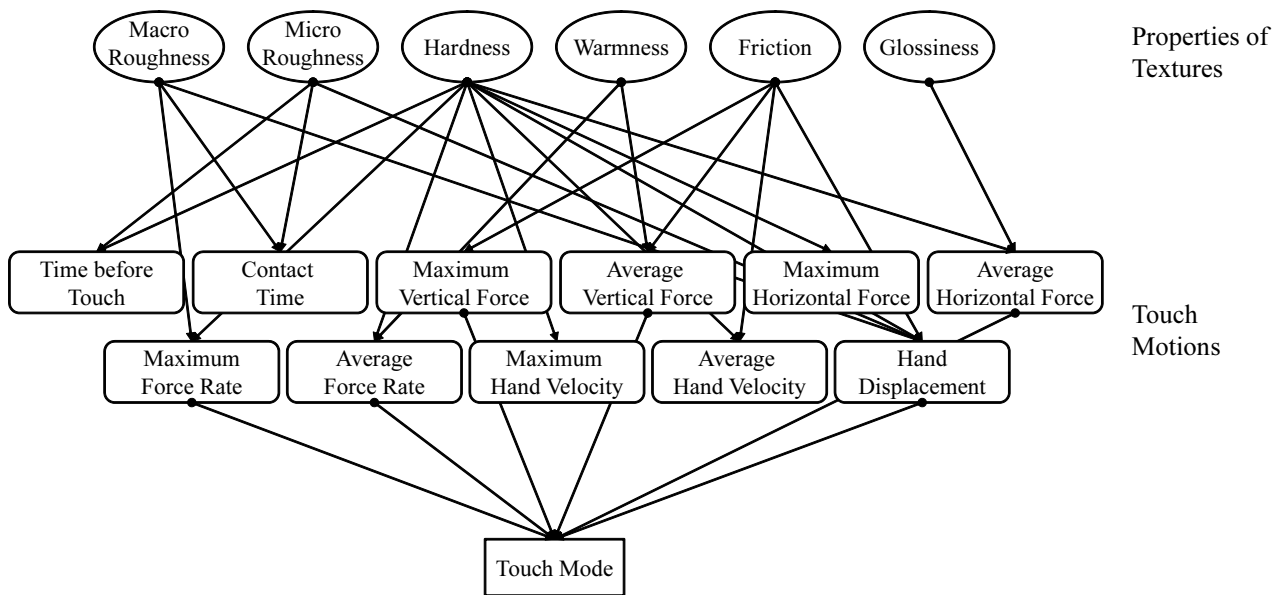 Macro
Roughness
Micro
Roughness
Hardness
Warmness
Friction
Glossiness
Properties of
Textures
Time before
Touch
Contact
Time
Maximum
Vertical Force
Average
Vertical Force
Maximum
Horizontal Force
Average
Horizontal Force
Touch
Motions
Maximum
Force Rate
Average
Force Rate
Maximum
Hand Velocity
Average
Hand Velocity
Hand
Displacement
Touch Mode